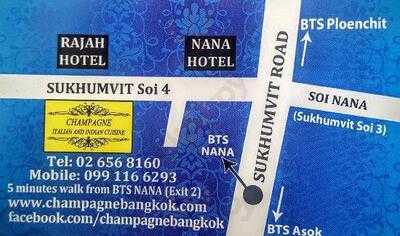 BTS Ploenchit
RAJAH
HOTEL
NANA
HOTEL
SUKHUMVIT Soi 4
SUKHUMVIT ROAD
SOI NANA
(Sukhumvit Soi 3)
CHAMPAGNE
ITALIAN AND INDIAN CUISINE
BTS
NANA
Tel: 02 656 8160
Mobile: 099 116 6293
5 minutes walk from BTS NANA (Exit 2)
www.champagnebangkok.com
facebook.com/champagnebangkok
BTS Asok